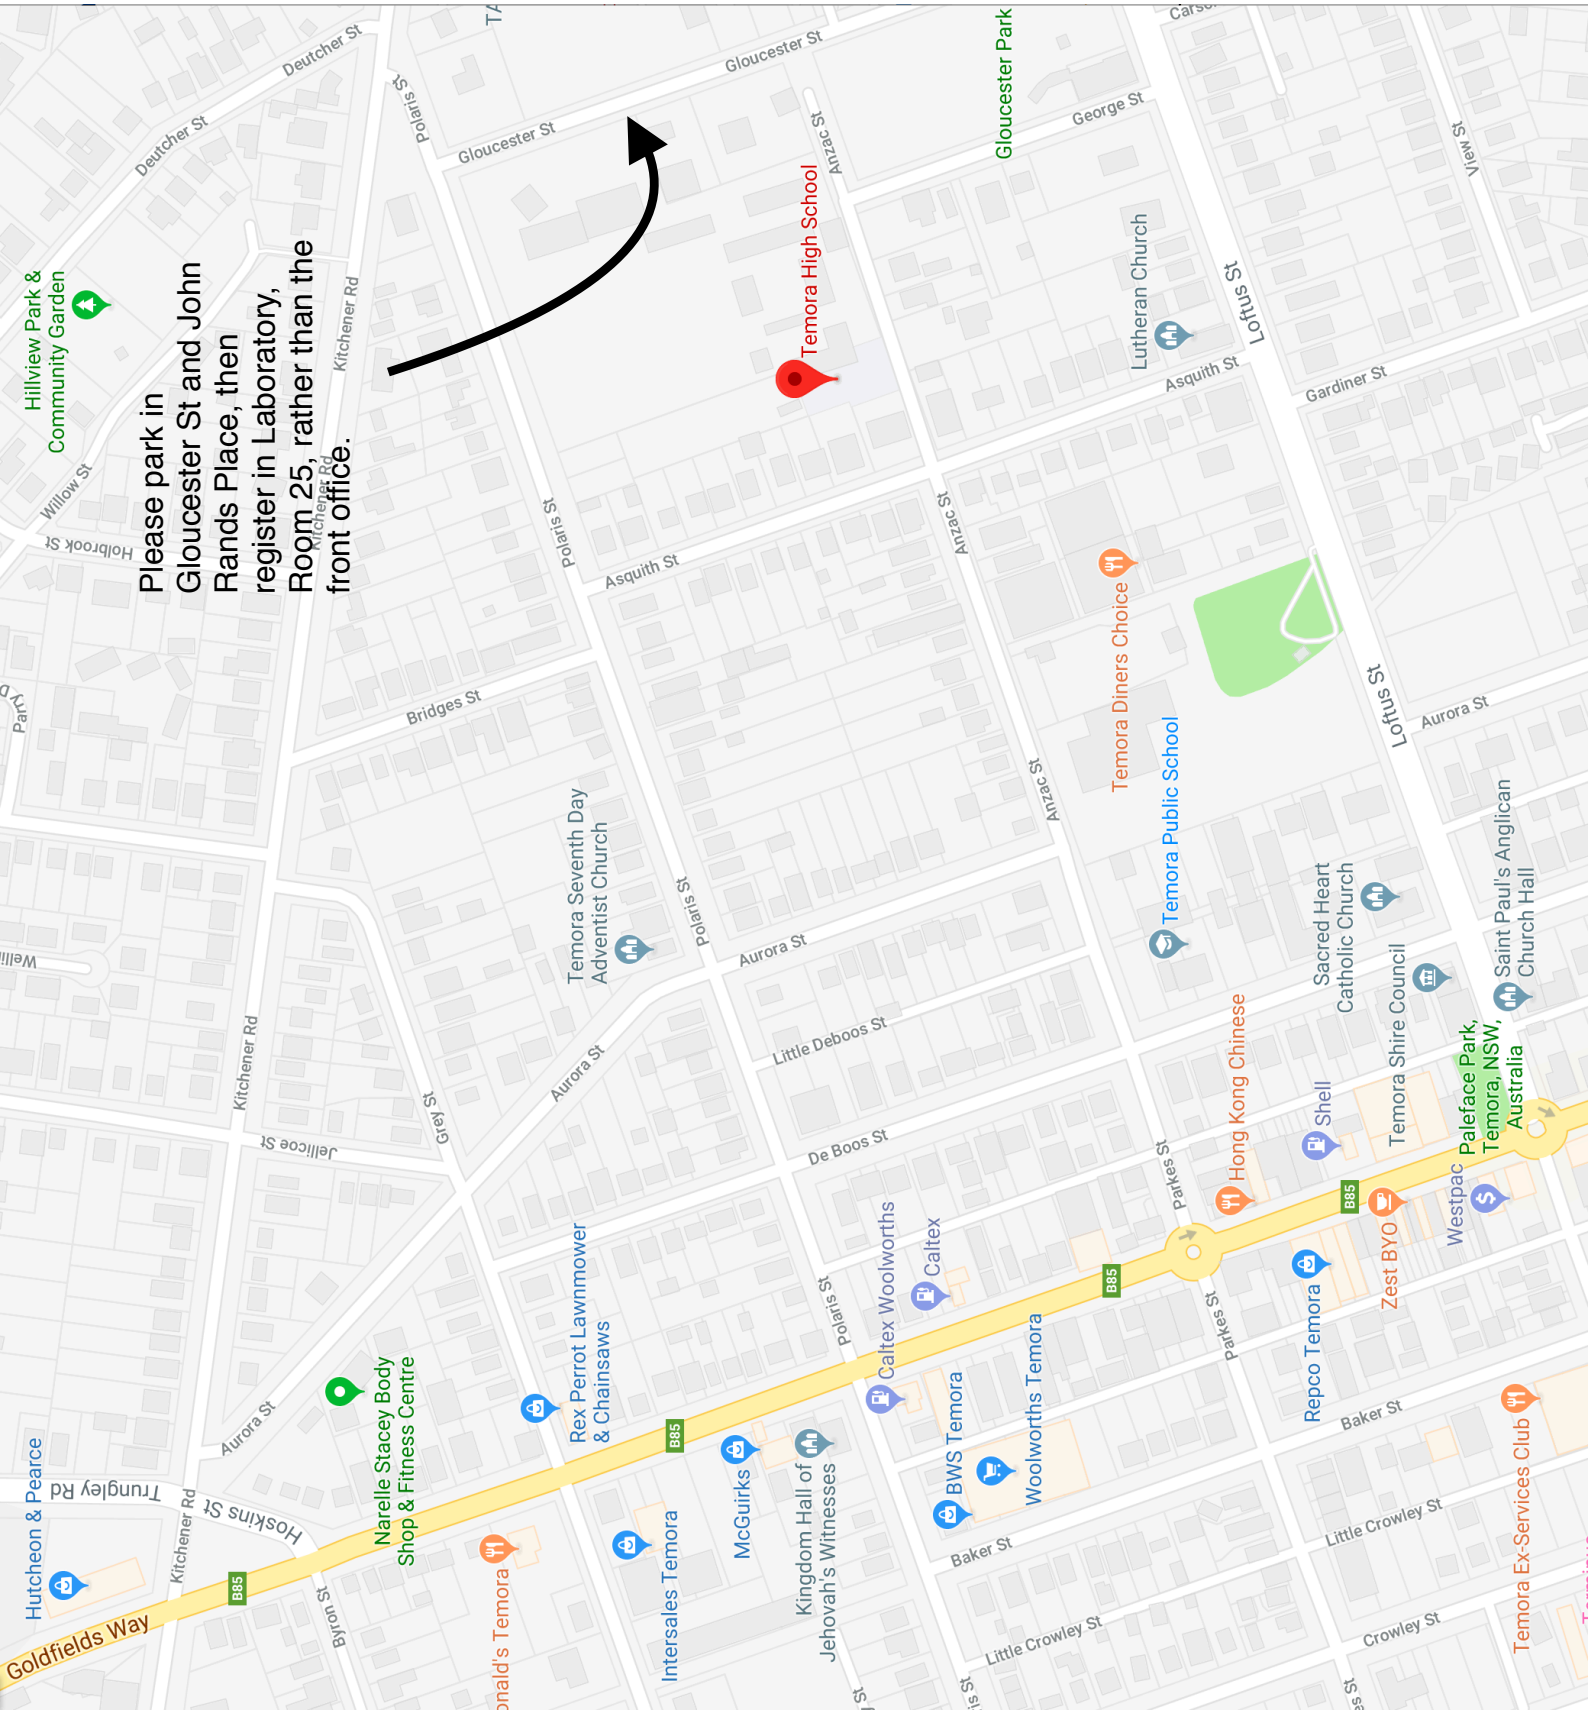 Please park in
Gloucester St and John
Rands Place, then
register in Laboratory,
Room 25, rather than the
front office.
Hillview Park &
Community Garden
Deutcher St
Deutcher St
Willow St
Holbrook St
Kitchener Rd
Kitchener Rd
Polaris St
Gloucester St
Gloucester St
TA
Anzac St
Temora High School
Gloucester Park
George St
View St
Lutheran Church
Loftus St
Asquith St
Gardiner St
Polaris St
Asquith St
Anzac St
Temora Diners Choice
Bridges St
Loftus St
Aurora St
Anzac St
Temora Public School
Temora Seventh Day
Adventist Church
Polaris St
Aurora St
Sacred Heart
Catholic Church
Saint Paul's Anglican
Church Hall
Temora Shire Council
Paleface Park,
Temora, NSW,
Australia
Kitchener Rd
Grey St
Jellicoe St
Aurora St
Little Deboos St
De Boos St
Parkes St
Hong Kong Chinese
Shell
B85
Zest BYO
Westpac
Rex Perrot Lawnmower
& Chainsaws
Polaris St
Caltex Woolworths
Caltex
B85
Parkes St
Repco Temora
Baker St
Aurora St
Narelle Stacey Body
Shop & Fitness Centre
B85
McGuirks
Kingdom Hall of
Jehovah's Witnesses
BWS Temora
Woolworths Temora
Temora Ex-Services Club
Hutcheon & Pearce
Trungley Rd
Hoskins St
Kitchener Rd
B85
Goldfields Way
Byron St
onald's Temora
Intersales Temora
Baker St
Little Crowley St
Little Crowley St
Crowley St